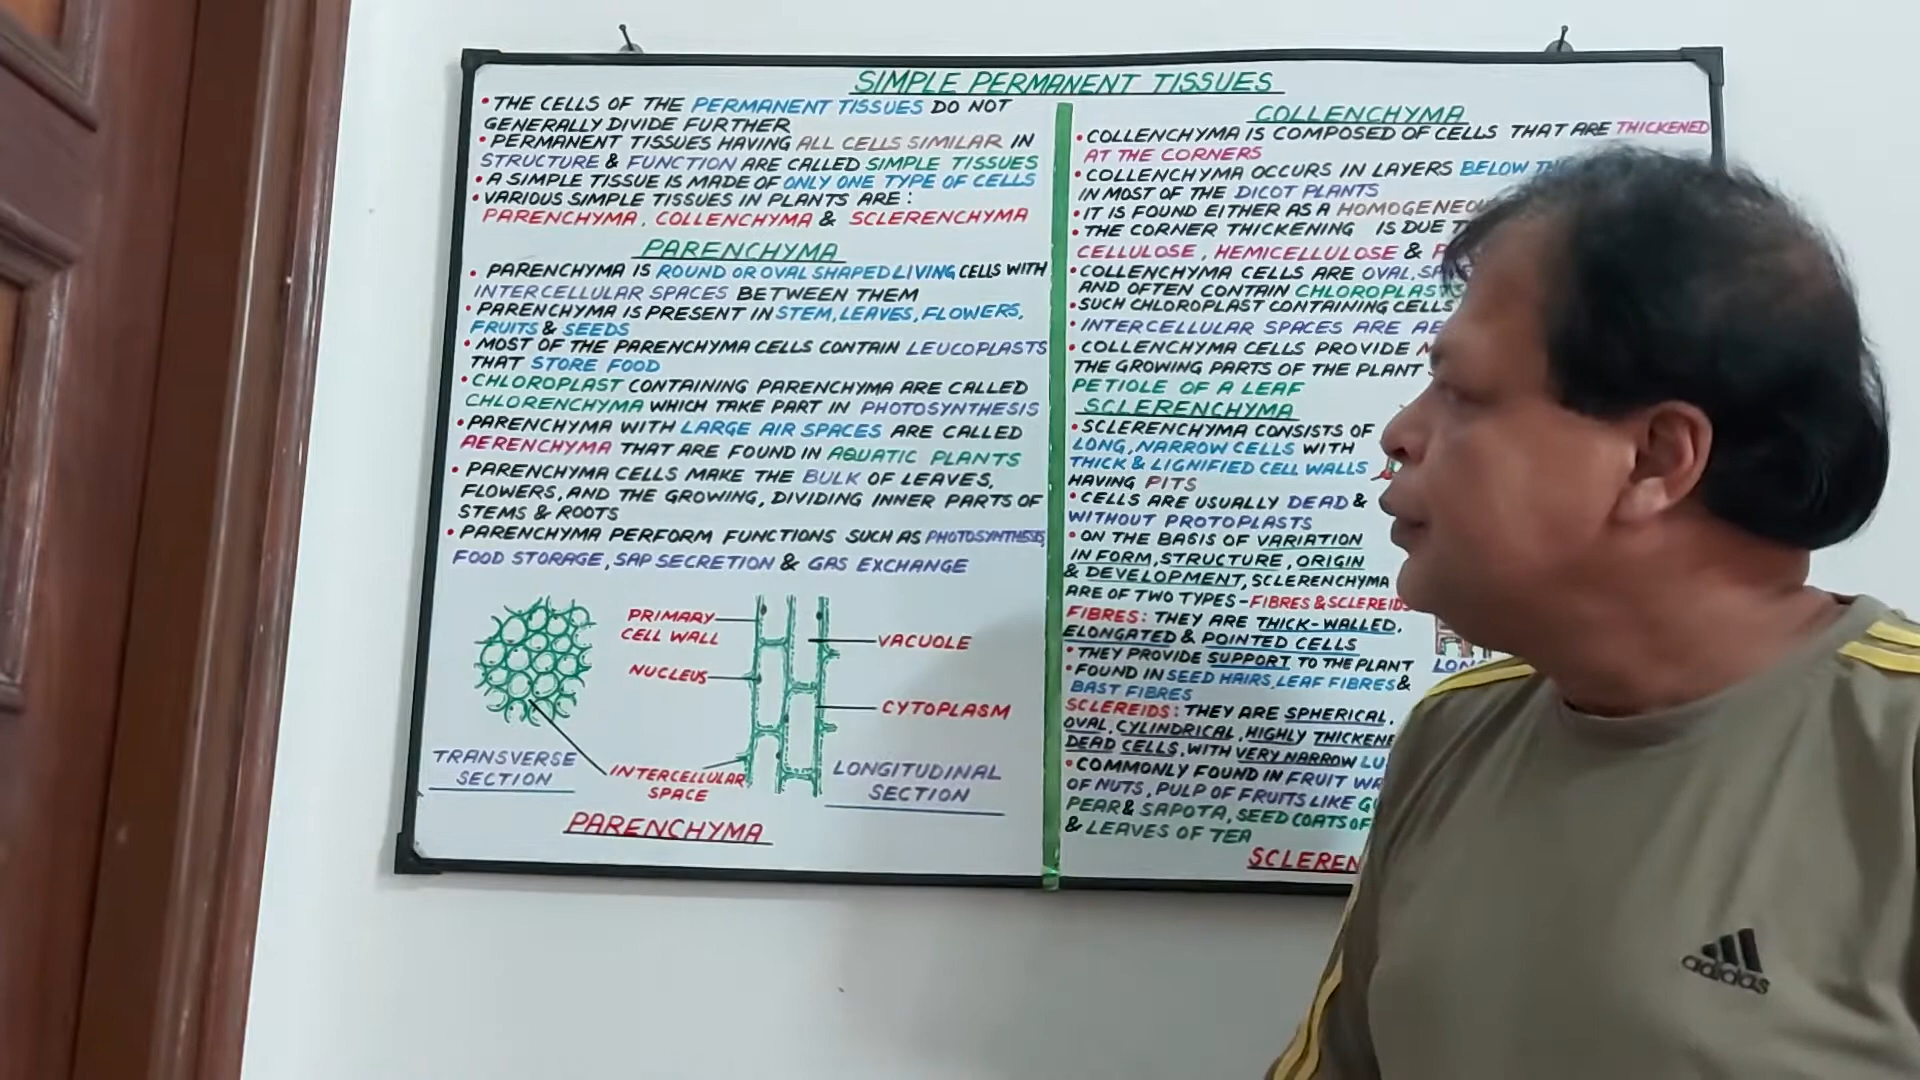 SIMPLE PERMANENT TISSUES
• THE CELLS OF THE PERMANENT TISSUES DO NOT
GENERALLY DIVIDE FURTHER
• PERMANENT TISSUES HAVING ALL CELLS SIMILAR IN
STRUCTURE & FUNCTION ARE CALLED SIMPLE TISSUES
• A SIMPLE TISSUE IS MADE OF ONLY ONE TYPE OF CELLS
• VARIOUS SIMPLE TISSUES IN PLANTS ARE:
PARENCHYMA, COLLENCHYMA & SCLERENCHYMA
PARENCHYMA
• PARENCHYMA IS ROUND OR OVAL SHAPED LIVING CELLS WITH
INTERCELLULAR SPACES BETWEEN THEM
• PARENCHYMA IS PRESENT IN STEM, LEAVES, FLOWERS,
FRUITS & SEEDS
• MOST OF THE PARENCHYMA CELLS CONTAIN LEUCOPLASTS
THAT STORE FOOD
• CHLOROPLAST CONTAINING PARENCHYMA ARE CALLED
CHLORENCHYMA WHICH TAKE PART IN PHOTOSYNTHESIS
• PARENCHYMA WITH LARGE AIR SPACES ARE CALLED
AERENCHYMA THAT ARE FOUND IN AQUATIC PLANTS
• PARENCHYMA CELLS MAKE THE BULK OF LEAVES,
FLOWERS, AND THE GROWING, DIVIDING INNER PARTS OF
STEMS & ROOTS
• PARENCHYMA PERFORM FUNCTIONS SUCH AS PHOTOSYNTHESIS,
FOOD STORAGE, SAP SECRETION & GAS EXCHANGE
PRIMARY
CELL WALL
NUCLEUS
VACUOLE
CYTOPLASM
TRANSVERSE
SECTION
INTERCELLULAR
SPACE
LONGITUDINAL
SECTION
PARENCHYMA
COLLENCHYMA
• COLLENCHYMA IS COMPOSED OF CELLS THAT ARE THICKENED
AT THE CORNERS
• COLLENCHYMA OCCURS IN LAYERS BELOW
IN MOST OF THE DICOT PLANTS
• IT IS FOUND EITHER AS A
• THE CORNER THICKENING IS DUE
CELLULOSE, HEMICELLULOSE &
• COLLENCHYMA CELLS ARE OVAL,
AND OFTEN CONTAIN CHLOROPLASTS
• SUCH CHLOROPLAST CONTAINING CELLS
• INTERCELLULAR SPACES ARE
• COLLENCHYMA CELLS PROVIDE
THE GROWING PARTS OF THE PLANT
PETIOLE OF A LEAF
SCLERENCHYMA
• SCLERENCHYMA CONSISTS OF
LONG, NARROW CELLS WITH
THICK & LIGNIFIED CELL WALLS
HAVING PITS
• CELLS ARE USUALLY DEAD &
WITHOUT PROTOPLASTS
• ON THE BASIS OF VARIATION
IN FORM, STRUCTURE, ORIGIN
& DEVELOPMENT, SCLERENCHYMA
ARE OF TWO TYPES - FIBRES & SCLEREIDS
FIBRES: THEY ARE THICK-WALLED,
ELONGATED & POINTED CELLS
• THEY PROVIDE SUPPORT TO THE PLANT
• FOUND IN SEED HAIRS, LEAF FIBRES &
BAST FIBRES
SCLEREIDS: THEY ARE SPHERICAL,
OVAL, CYLINDRICAL, HIGHLY
DEAD CELLS, WITH VERY NARROW
• COMMONLY FOUND IN FRUIT
OF NUTS, PULP OF FRUITS LIKE
PEAR & SAPOTA, SEED COATS OF
& LEAVES OF TEA
adidas